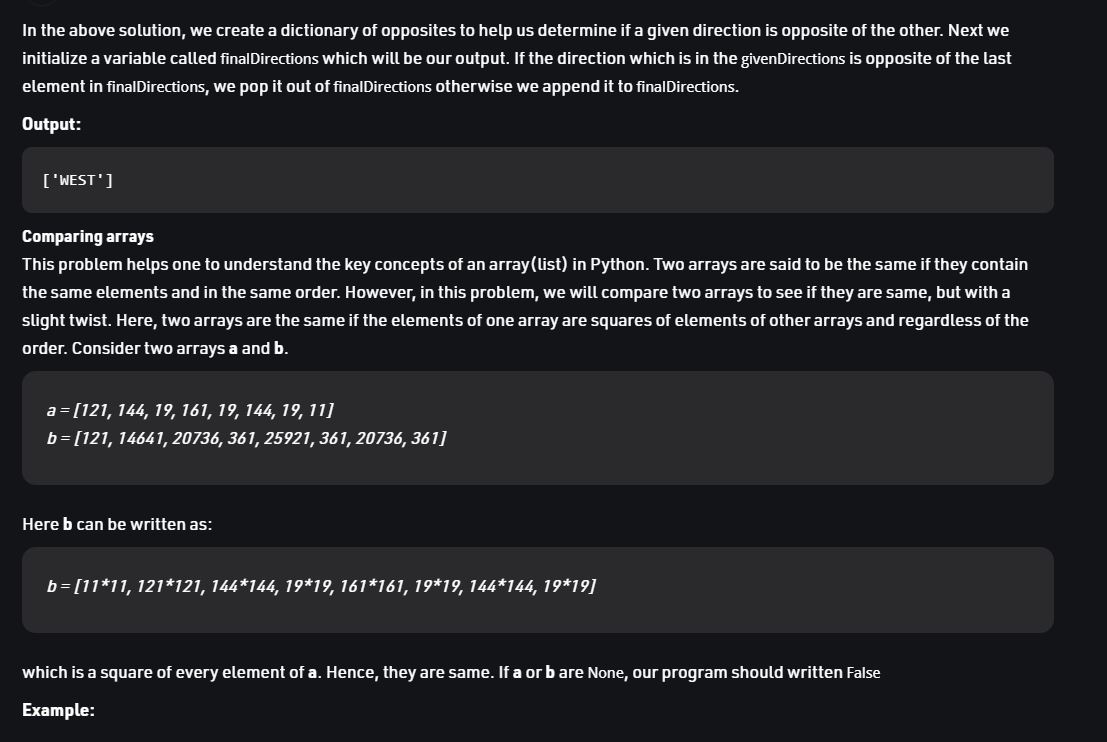 In the above solution, we create a dictionary of opposites to help us determine if a given direction is opposite of the other. Next we
initialize a variable called finalDirections which will be our output. If the direction which is in the givenDirections is opposite of the last
element in finalDirections, we pop it out of finalDirections otherwise we append it to finalDirections.
Output:
['WEST']
Comparing arrays
This problem helps one to understand the key concepts of an array(list) in Python. Two arrays are said to be the same if they contain
the same elements and in the same order. However, in this problem, we will compare two arrays to see if they are same, but with a
slight twist. Here, two arrays are the same if the elements of one array are squares of elements of other arrays and regardless of the
order. Consider two arrays a and b.
a = [121, 144, 19, 161, 19, 144, 19, 11]
b = [121, 14641, 20736, 361, 25921, 361, 20736, 361]
Here b can be written as:
b = [11*11, 121*121, 144*144, 19*19, 161*161, 19*19, 144*144, 19*19]
which is a square of every element of a. Hence, they are same. If a or b are None, our program should written False
Example: